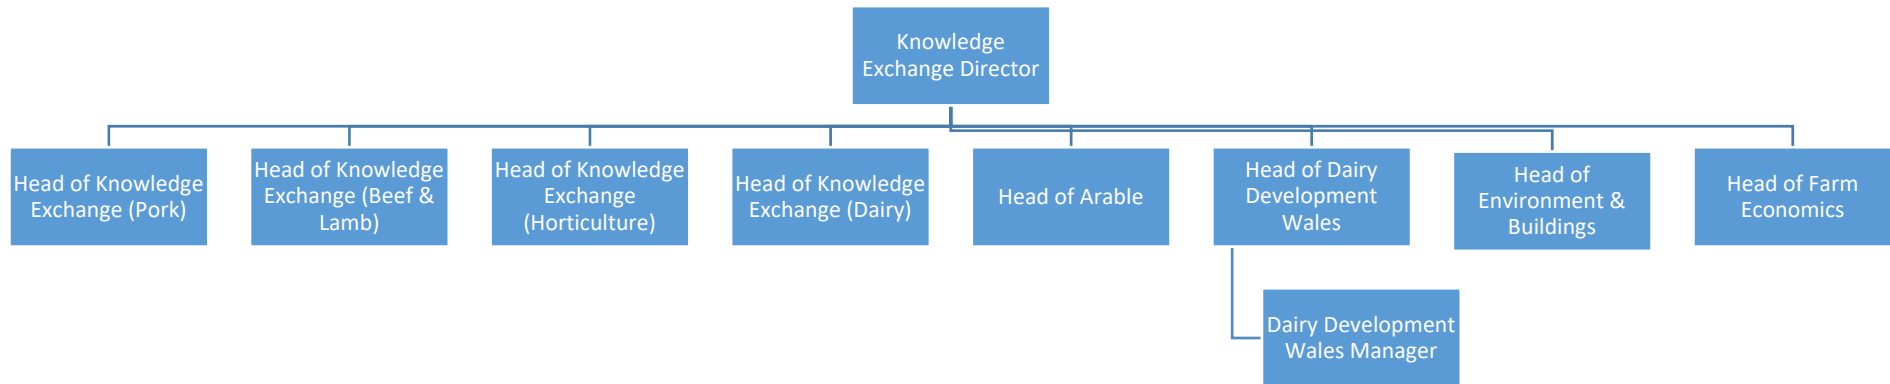 Knowledge
Exchange Director
Head of Knowledge
Exchange (Pork)
Head of Knowledge
Exchange (Beef &
Lamb)
Head of Knowledge
Exchange
(Horticulture)
Head of Knowledge
Exchange (Dairy)
Head of Arable
Head of Dairy
Development
Wales
Head of
Environment &
Buildings
Head of Farm
Economics
Dairy Development
Wales Manager